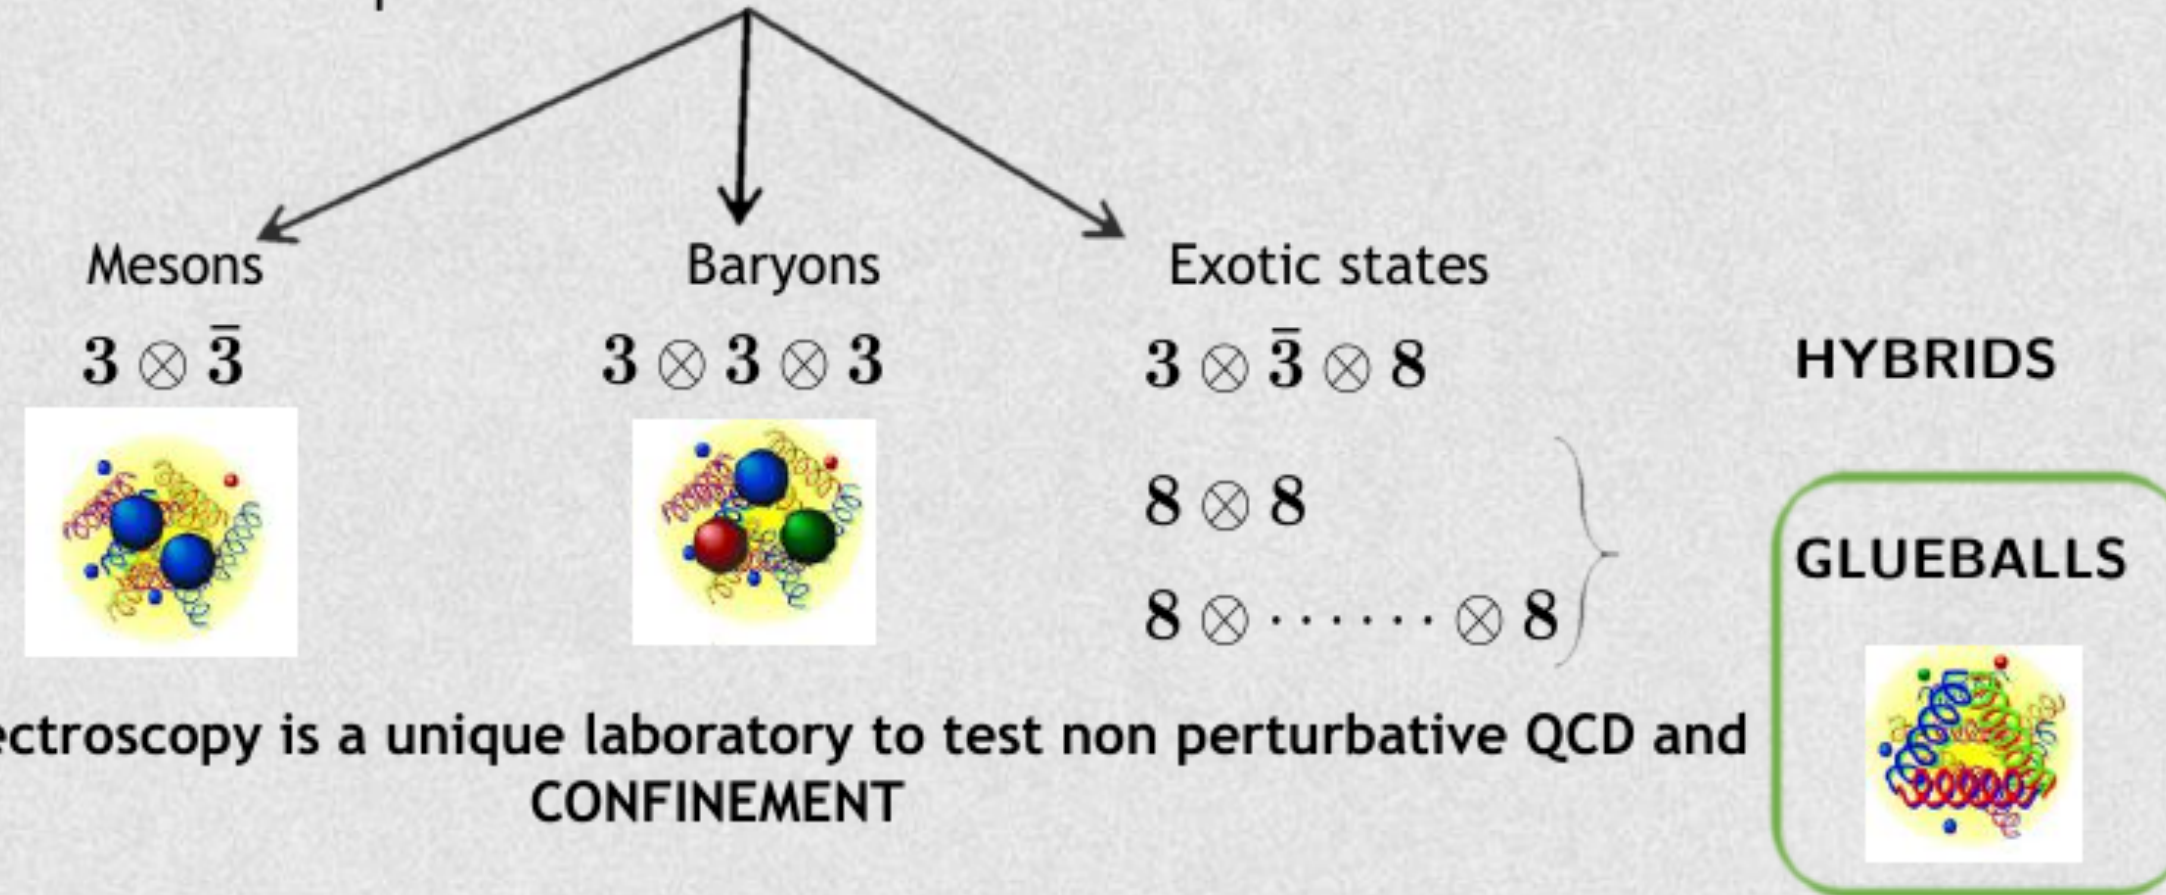 Mesons Baryons Exotic states
3 ⊗ 3̄ 3 ⊗ 3 ⊗ 3 3 ⊗ 3̄ ⊗ 8 HYBRIDS
8 ⊗ 8
GLUEBALLS
8 ⊗ · · · · · · ⊗ 8
is a unique laboratory to test non perturbative QCD and
CONFINEMENT